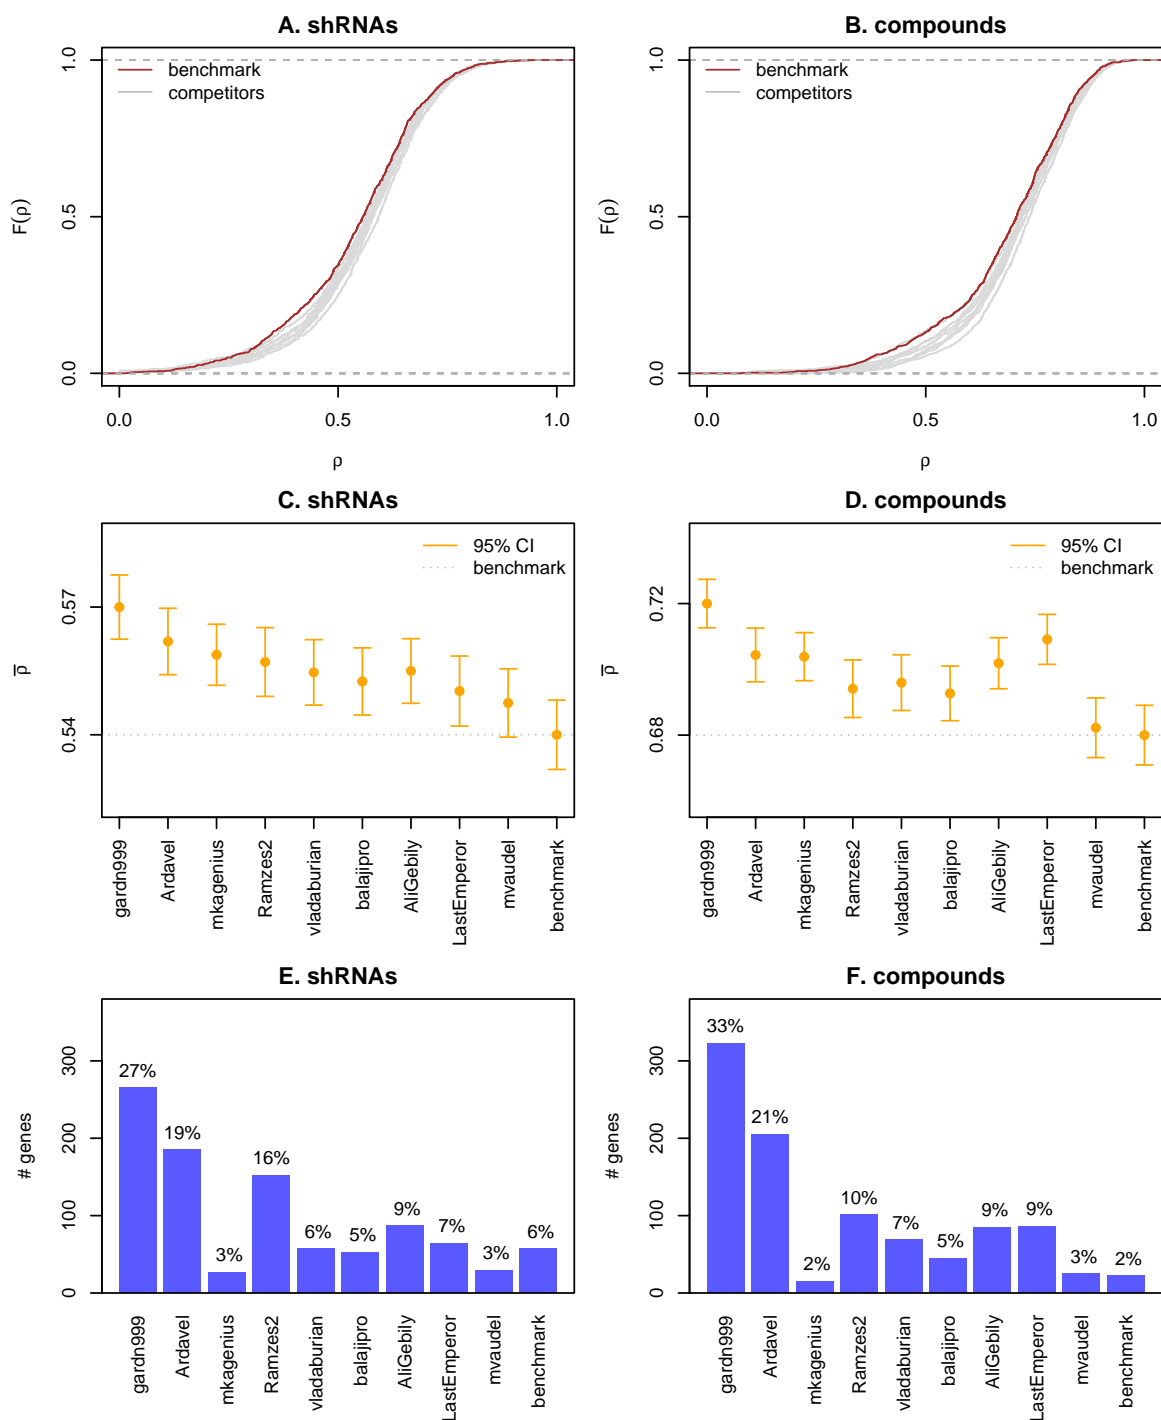 A. shRNAs
benchmark
competitors
1.0
0.5
0.0
F(ρ)
0.0 0.5 1.0
ρ
B. compounds
benchmark
competitors
1.0
0.5
0.0
F(ρ)
0.0 0.5 1.0
ρ
C. shRNAs
95% CI
benchmark
0.57
0.54
ρ̅
gardn999
Ardavel
mkagenius
Ramzes2
vladaburian
balajipro
AliGebily
LastEmperor
mvaudel
benchmark
D. compounds
95% CI
benchmark
0.72
0.68
ρ̅
gardn999
Ardavel
mkagenius
Ramzes2
vladaburian
balajipro
AliGebily
LastEmperor
mvaudel
benchmark
E. shRNAs
300
200
100
0
# genes
27%
19%
3%
16%
6%
5%
9%
7%
3%
6%
gardn999
Ardavel
mkagenius
Ramzes2
vladaburian
balajipro
AliGebily
LastEmperor
mvaudel
benchmark
F. compounds
300
200
100
0
# genes
33%
21%
2%
10%
7%
5%
9%
9%
3%
2%
gardn999
Ardavel
mkagenius
Ramzes2
vladaburian
balajipro
AliGebily
LastEmperor
mvaudel
benchmark